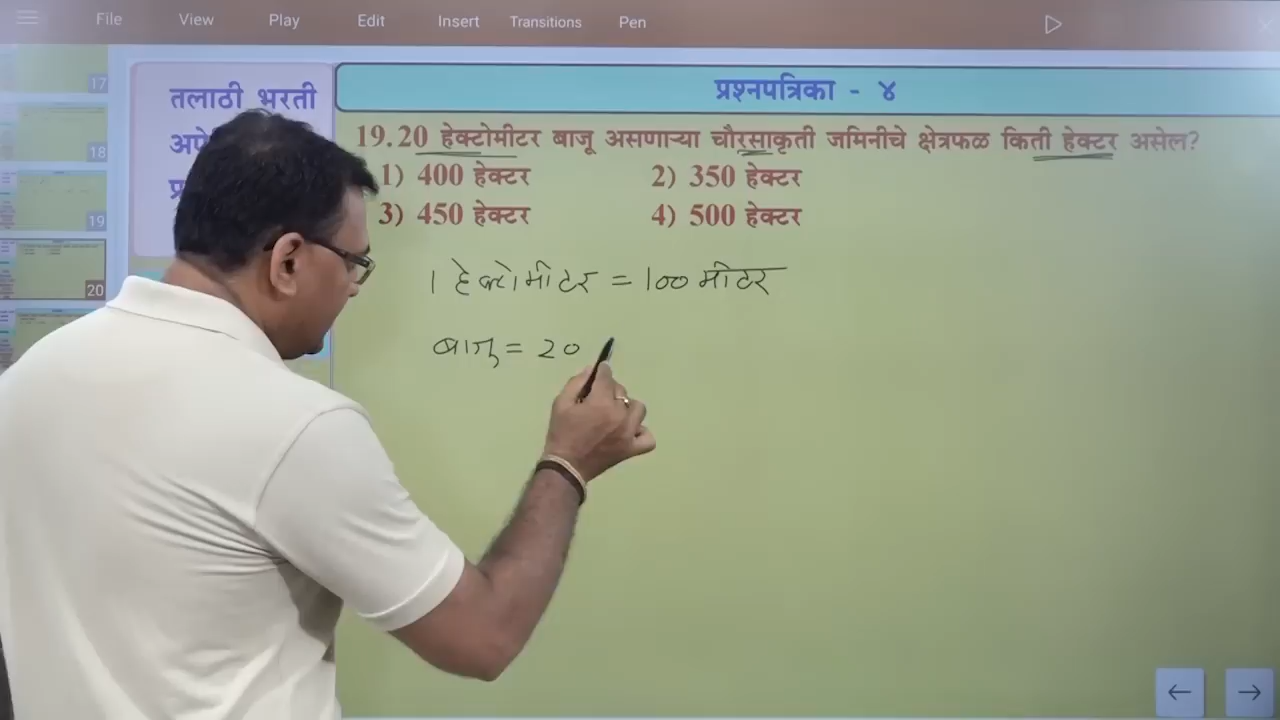 File View Play Edit Insert Transitions Pen
17
18
19
20
तलाठी भरती
प्रश्नपत्रिका - ४
19. 20 हेक्टोमीटर बाजू असणाऱ्या चौरसाकृती जमिनीचे क्षेत्रफळ किती हेक्टर असेल?
1) 400 हेक्टर 2) 350 हेक्टर
3) 450 हेक्टर 4) 500 हेक्टर
1 हेक्टोमीटर = 100 मीटर
बाजू = 20